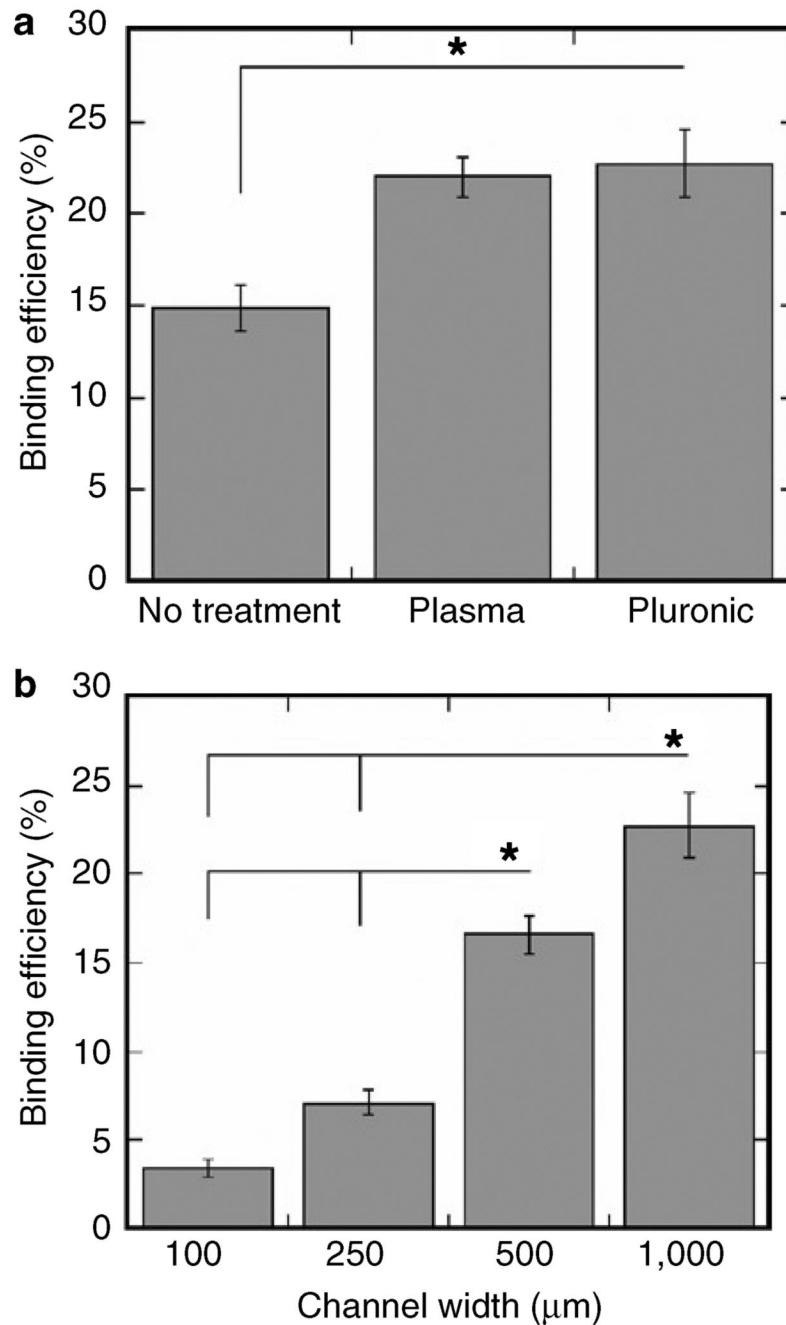 a
Binding efficiency (%)
30
25
20
15
10
5
0
*
No treatment Plasma Pluronic
b
Binding efficiency (%)
30
25
20
15
10
5
0
*
*
100 250 500 1,000
Channel width (μm)